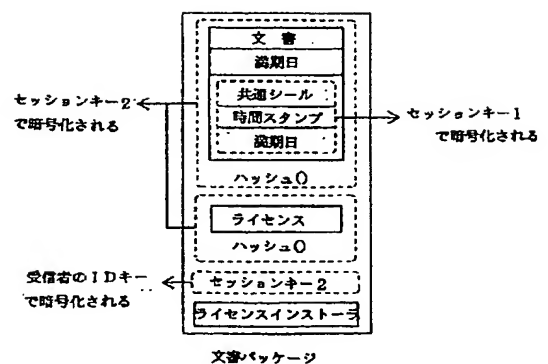 文 書
満期日
共通シール
セッションキー2
で暗号化される
時間スタンプ
セッションキー1
で暗号化される
満期日
ハッシュ()
ライセンス
ハッシュ()
受信者のIDキー
で暗号化される
セッションキー2
ライセンスインストーラ
文書パッケージ